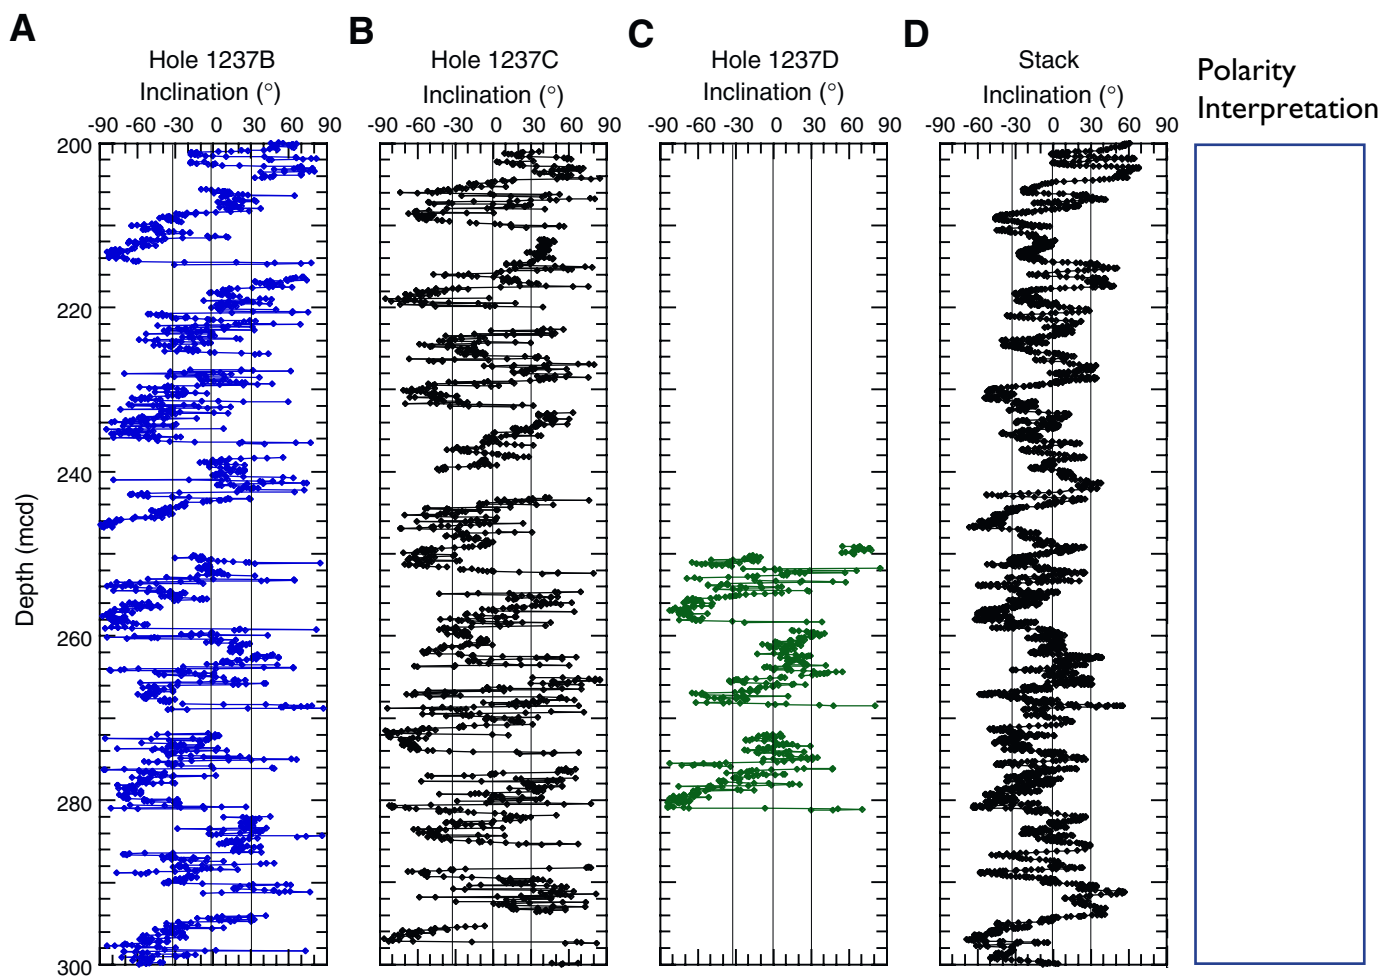 A
B
C
D
Hole 1237B
Inclination (°)
Hole 1237C
Inclination (°)
Hole 1237D
Inclination (°)
Stack
Inclination (°)
Polarity
Interpretation
-90 -60 -30 0 30 60 90
-90 -60 -30 0 30 60 90
-90 -60 -30 0 30 60 90
-90 -60 -30 0 30 60 90
200
220
240
260
280
300
Depth (mcd)